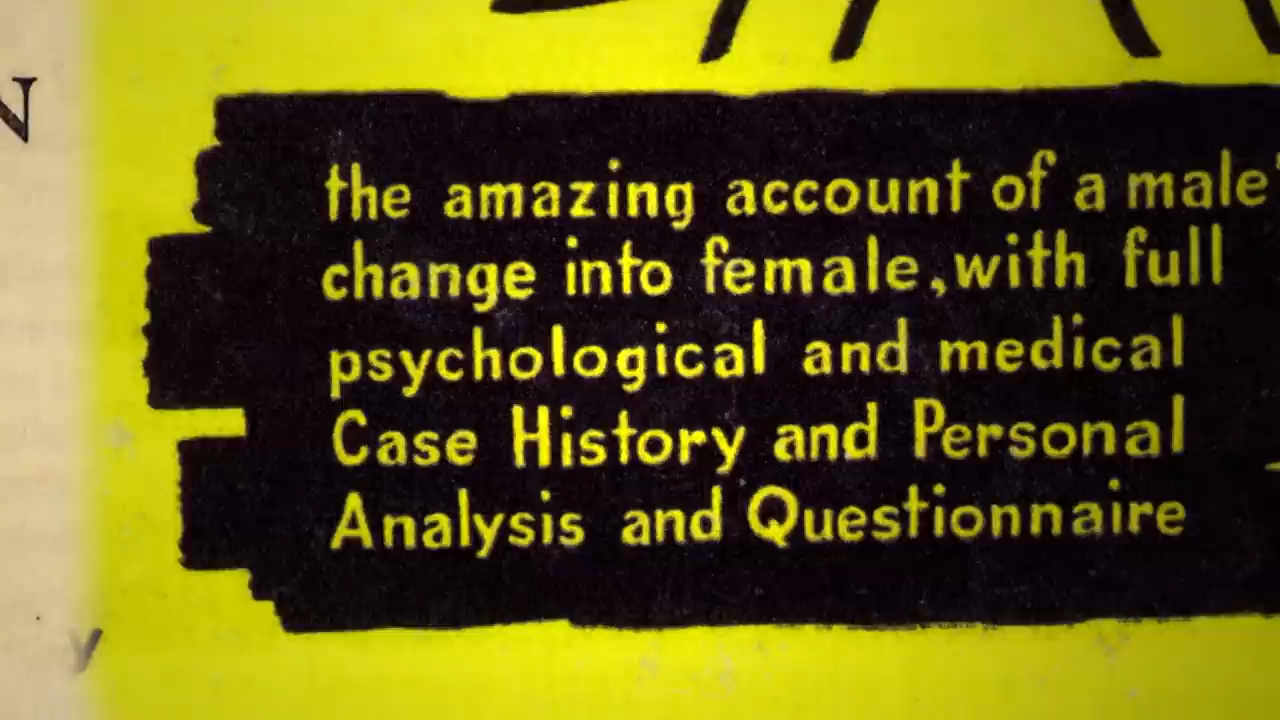 N
the amazing account of a male's
change into female, with full
psychological and medical
Case History and Personal
Analysis and Questionnaire
y